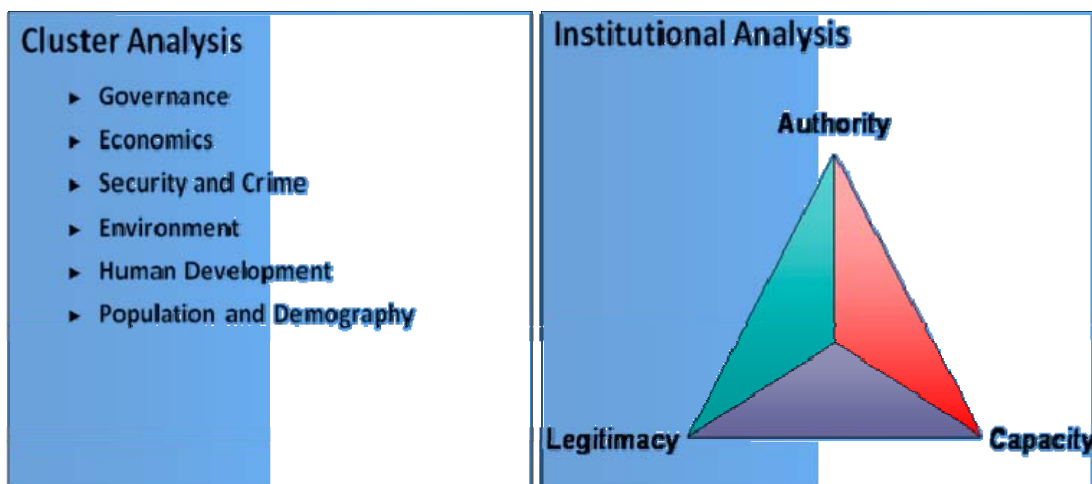 Cluster Analysis
► Governance
► Economics
► Security and Crime
► Environment
► Human Development
► Population and Demography
Institutional Analysis
Authority
Legitimacy
Capacity